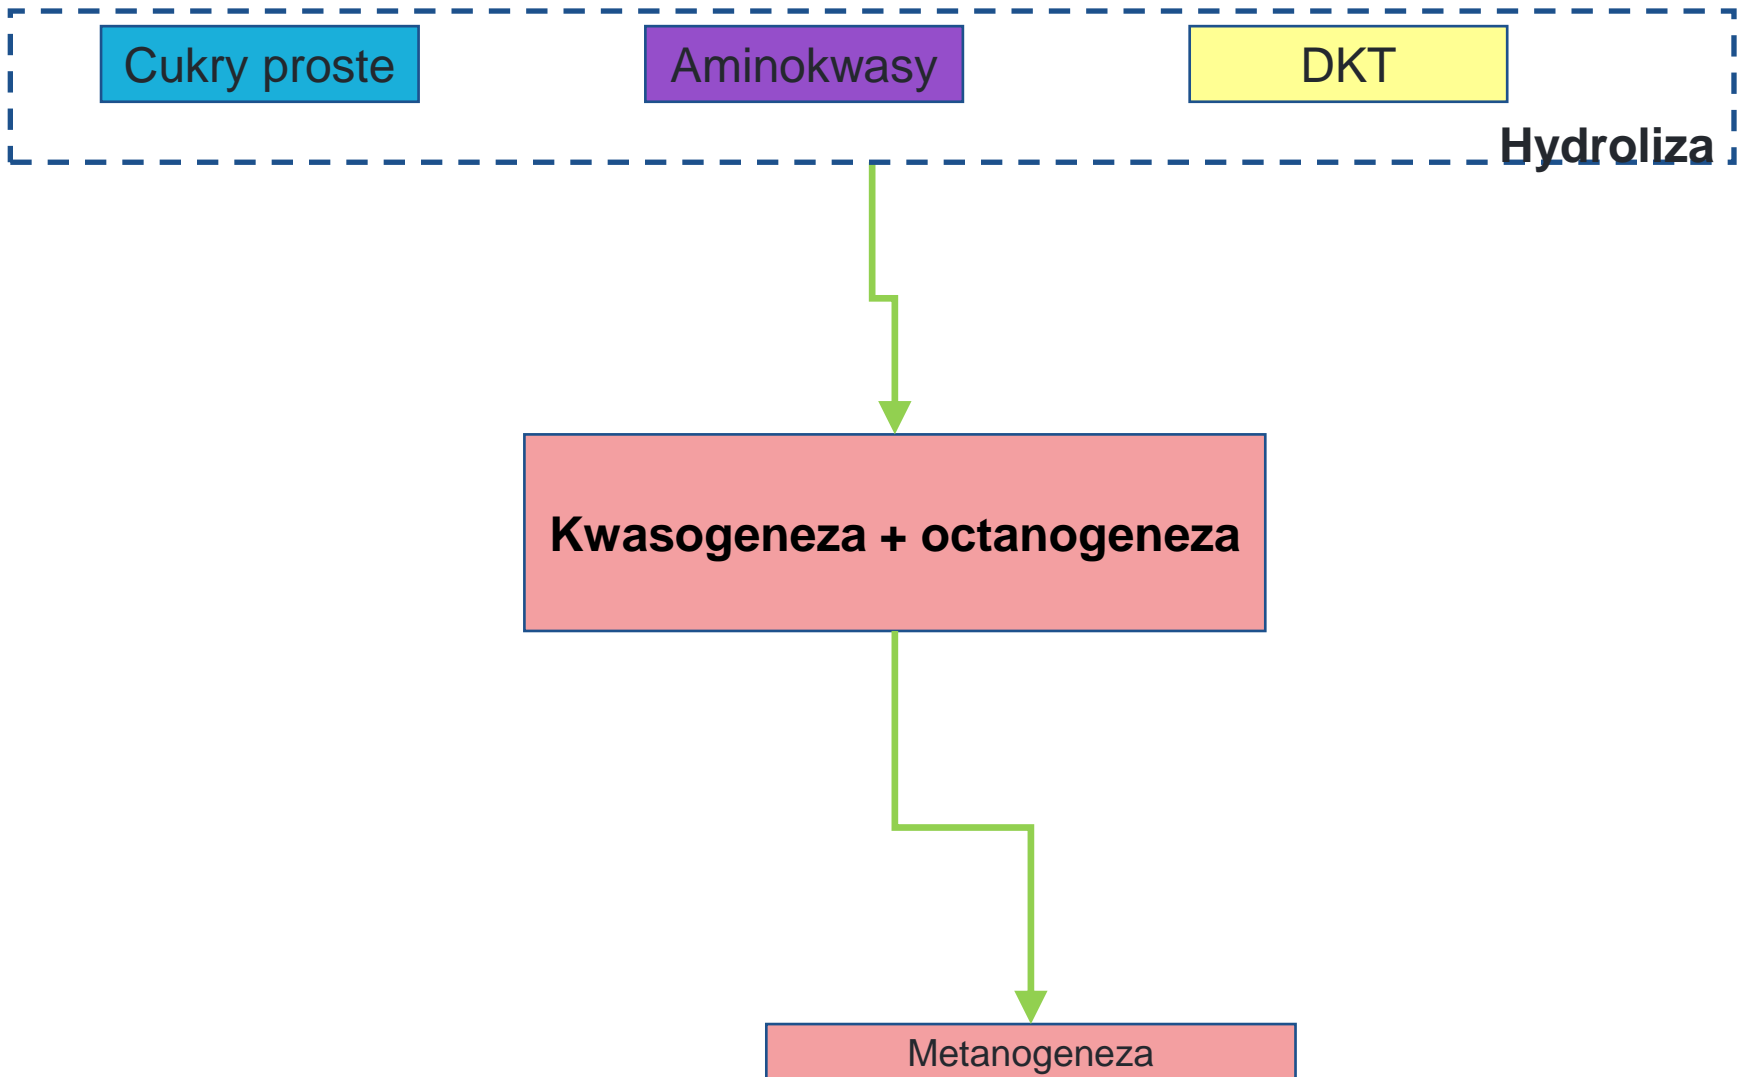 Cukry proste
Aminokwasy
DKT
Hydroliza
Kwasogeneza + octanogeneza
Metanogeneza